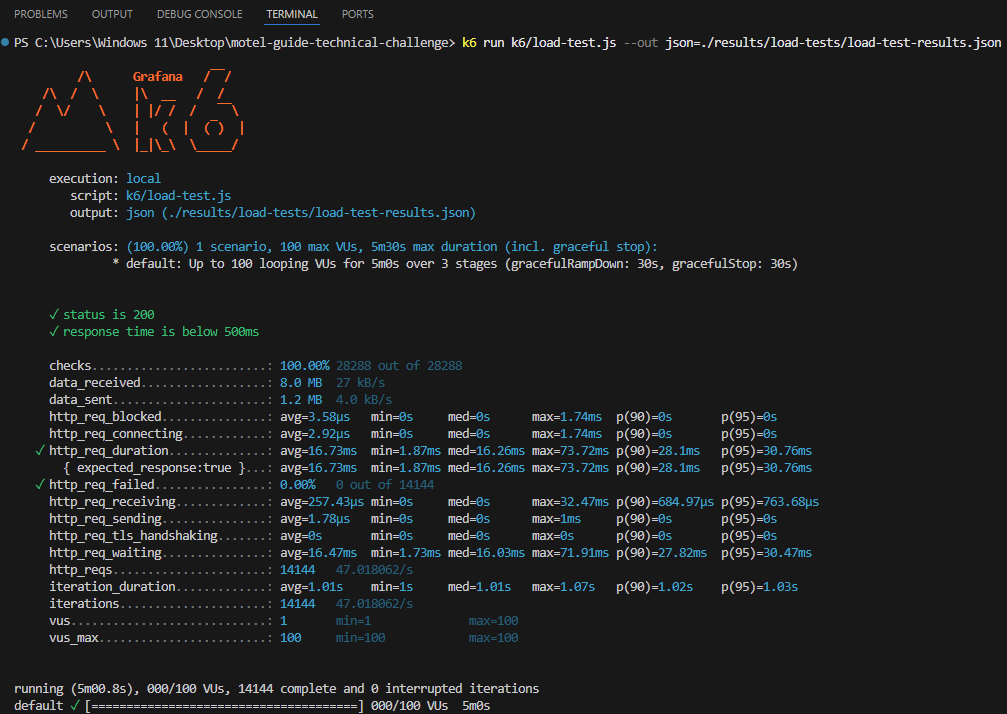 PROBLEMS OUTPUT DEBUG CONSOLE TERMINAL PORTS
PS C:\Users\Windows 11\Desktop\motel-guide-technical-challenge> k6 run k6/load-test.js --out json=./results/load-tests/load-test-results.json
Grafana
execution: local
script: k6/load-test.js
output: json (./results/load-tests/load-test-results.json)
scenarios: (100.00%) 1 scenario, 100 max VUs, 5m30s max duration (incl. graceful stop):
* default: Up to 100 looping VUs for 5m0s over 3 stages (gracefulRampDown: 30s, gracefulStop: 30s)
✓ status is 200
✓ response time is below 500ms
checks.........................: 100.00% 28288 out of 28288
data_received..................: 8.0 MB 27 kB/s
data_sent......................: 1.2 MB 4.0 kB/s
http_req_blocked...............: avg=3.58µs min=0s med=0s max=1.74ms p(90)=0s p(95)=0s
http_req_connecting............: avg=2.92µs min=0s med=0s max=1.74ms p(90)=0s p(95)=0s
✓ http_req_duration..............: avg=16.73ms min=1.87ms med=16.26ms max=73.72ms p(90)=28.1ms p(95)=30.76ms
{ expected_response:true }...: avg=16.73ms min=1.87ms med=16.26ms max=73.72ms p(90)=28.1ms p(95)=30.76ms
✓ http_req_failed................: 0.00% 0 out of 14144
http_req_receiving.............: avg=257.43µs min=0s med=0s max=32.47ms p(90)=684.97µs p(95)=763.68µs
http_req_sending...............: avg=1.78µs min=0s med=0s max=1ms p(90)=0s p(95)=0s
http_req_tls_handshaking.......: avg=0s min=0s med=0s max=0s p(90)=0s p(95)=0s
http_req_waiting...............: avg=16.47ms min=1.73ms med=16.03ms max=71.91ms p(90)=27.82ms p(95)=30.47ms
http_reqs......................: 14144 47.018062/s
iteration_duration.............: avg=1.01s min=1s med=1.01s max=1.07s p(90)=1.02s p(95)=1.03s
iterations.....................: 14144 47.018062/s
vus............................: 1 min=1 max=100
vus_max........................: 100 min=100 max=100
running (5m00.8s), 000/100 VUs, 14144 complete and 0 interrupted iterations
default ✓ [======================================] 000/100 VUs 5m0s